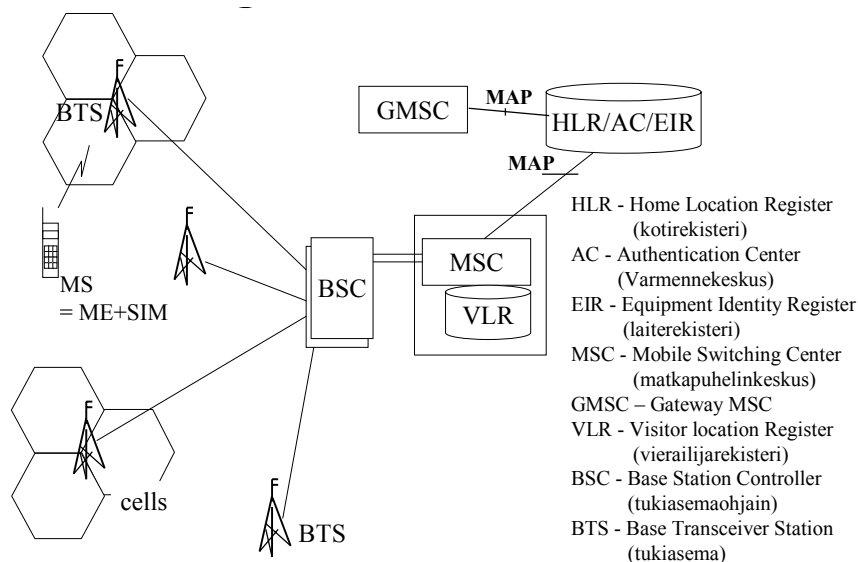 BTS
GMSC
MAP
HLR/AC/EIR
MAP
MS
= ME+SIM
BSC
MSC
VLR
cells
BTS
HLR - Home Location Register
(kotirekisteri)
AC - Authentication Center
(Varmennekeskus)
EIR - Equipment Identity Register
(laiterekisteri)
MSC - Mobile Switching Center
(matkapuhelinkeskus)
GMSC – Gateway MSC
VLR - Visitor location Register
(vierailijarekisteri)
BSC - Base Station Controller
(tukiasemaohjain)
BTS - Base Transceiver Station
(tukiasema)